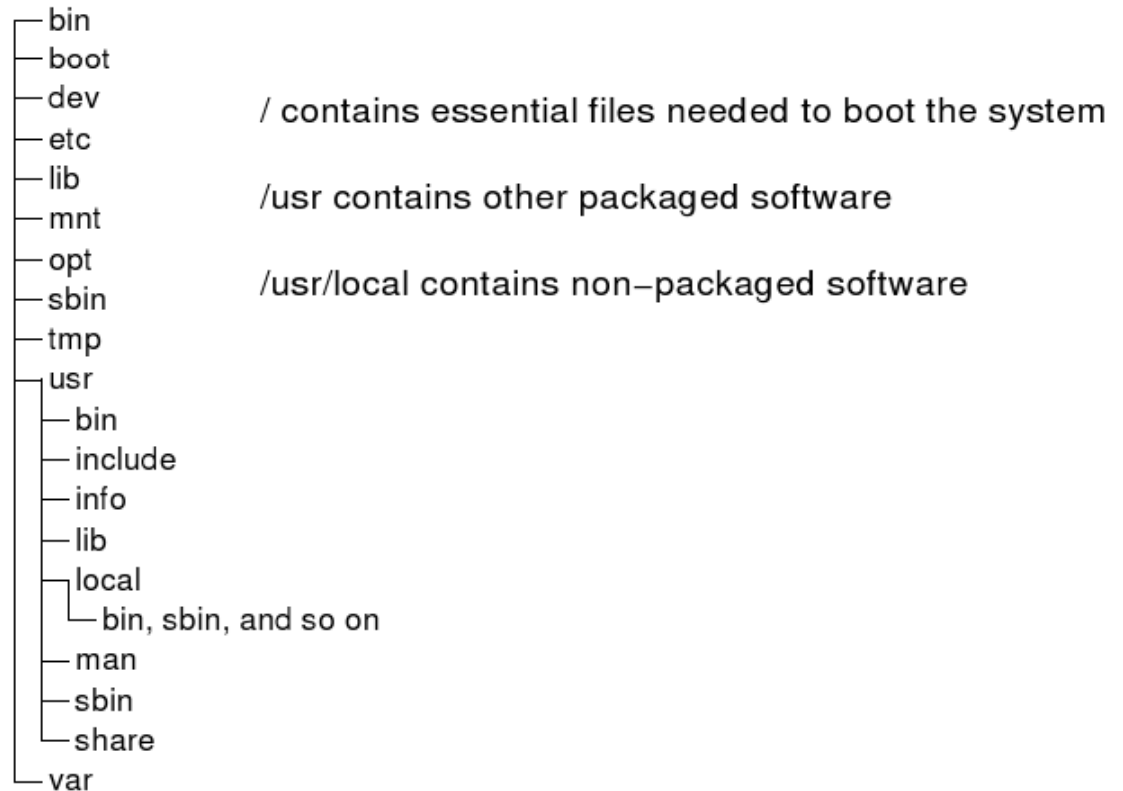 bin
boot
dev
/ contains essential files needed to boot the system
etc
lib
/usr contains other packaged software
mnt
opt
/usr/local contains non−packaged software
sbin
tmp
usr
bin
include
info
lib
local
bin, sbin, and so on
man
sbin
share
var